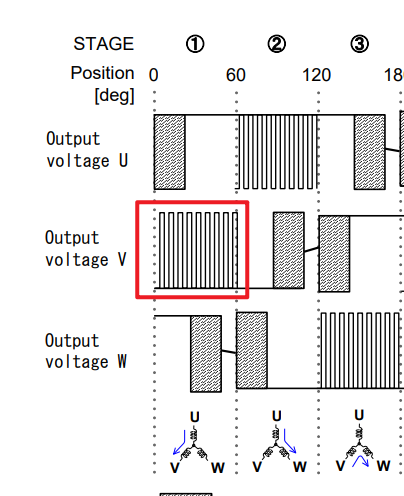 STAGE ① ② ③
Position 0 60 120 18
[deg]
Output
voltage U
Output
voltage V
Output
voltage W
U U U
V W V W V W